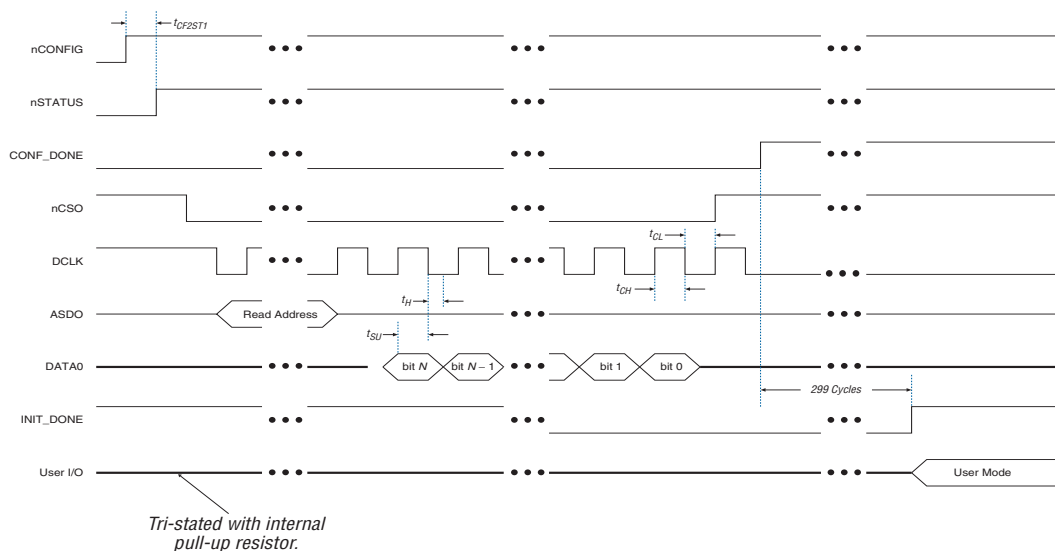 tCF2ST1
nCONFIG
nSTATUS
CONF_DONE
nCSO
tCL
DCLK
tH
tCH
ASDO
Read Address
tSU
DATA0
bit N
bit N – 1
bit 1
bit 0
299 Cycles
INIT_DONE
User I/O
User Mode
Tri-stated with internal
pull-up resistor.